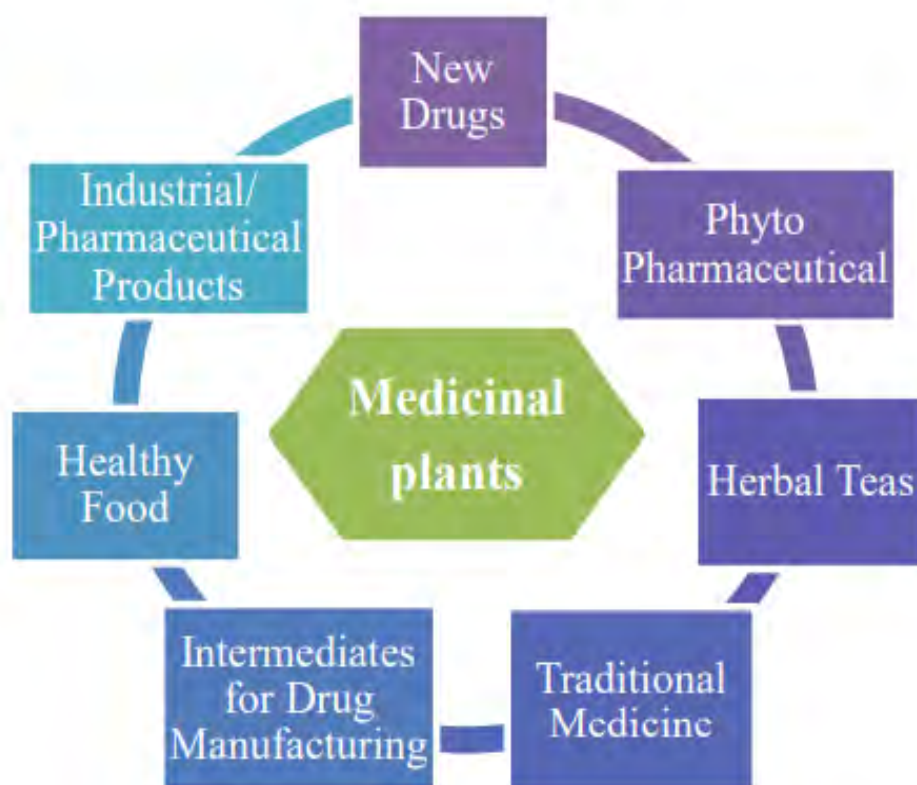 New
Drugs
Phyto
Pharmaceutical
Herbal Teas
Traditional
Medicine
Intermediates
for Drug
Manufacturing
Healthy
Food
Industrial/
Pharmaceutical
Products
Medicinal
plants